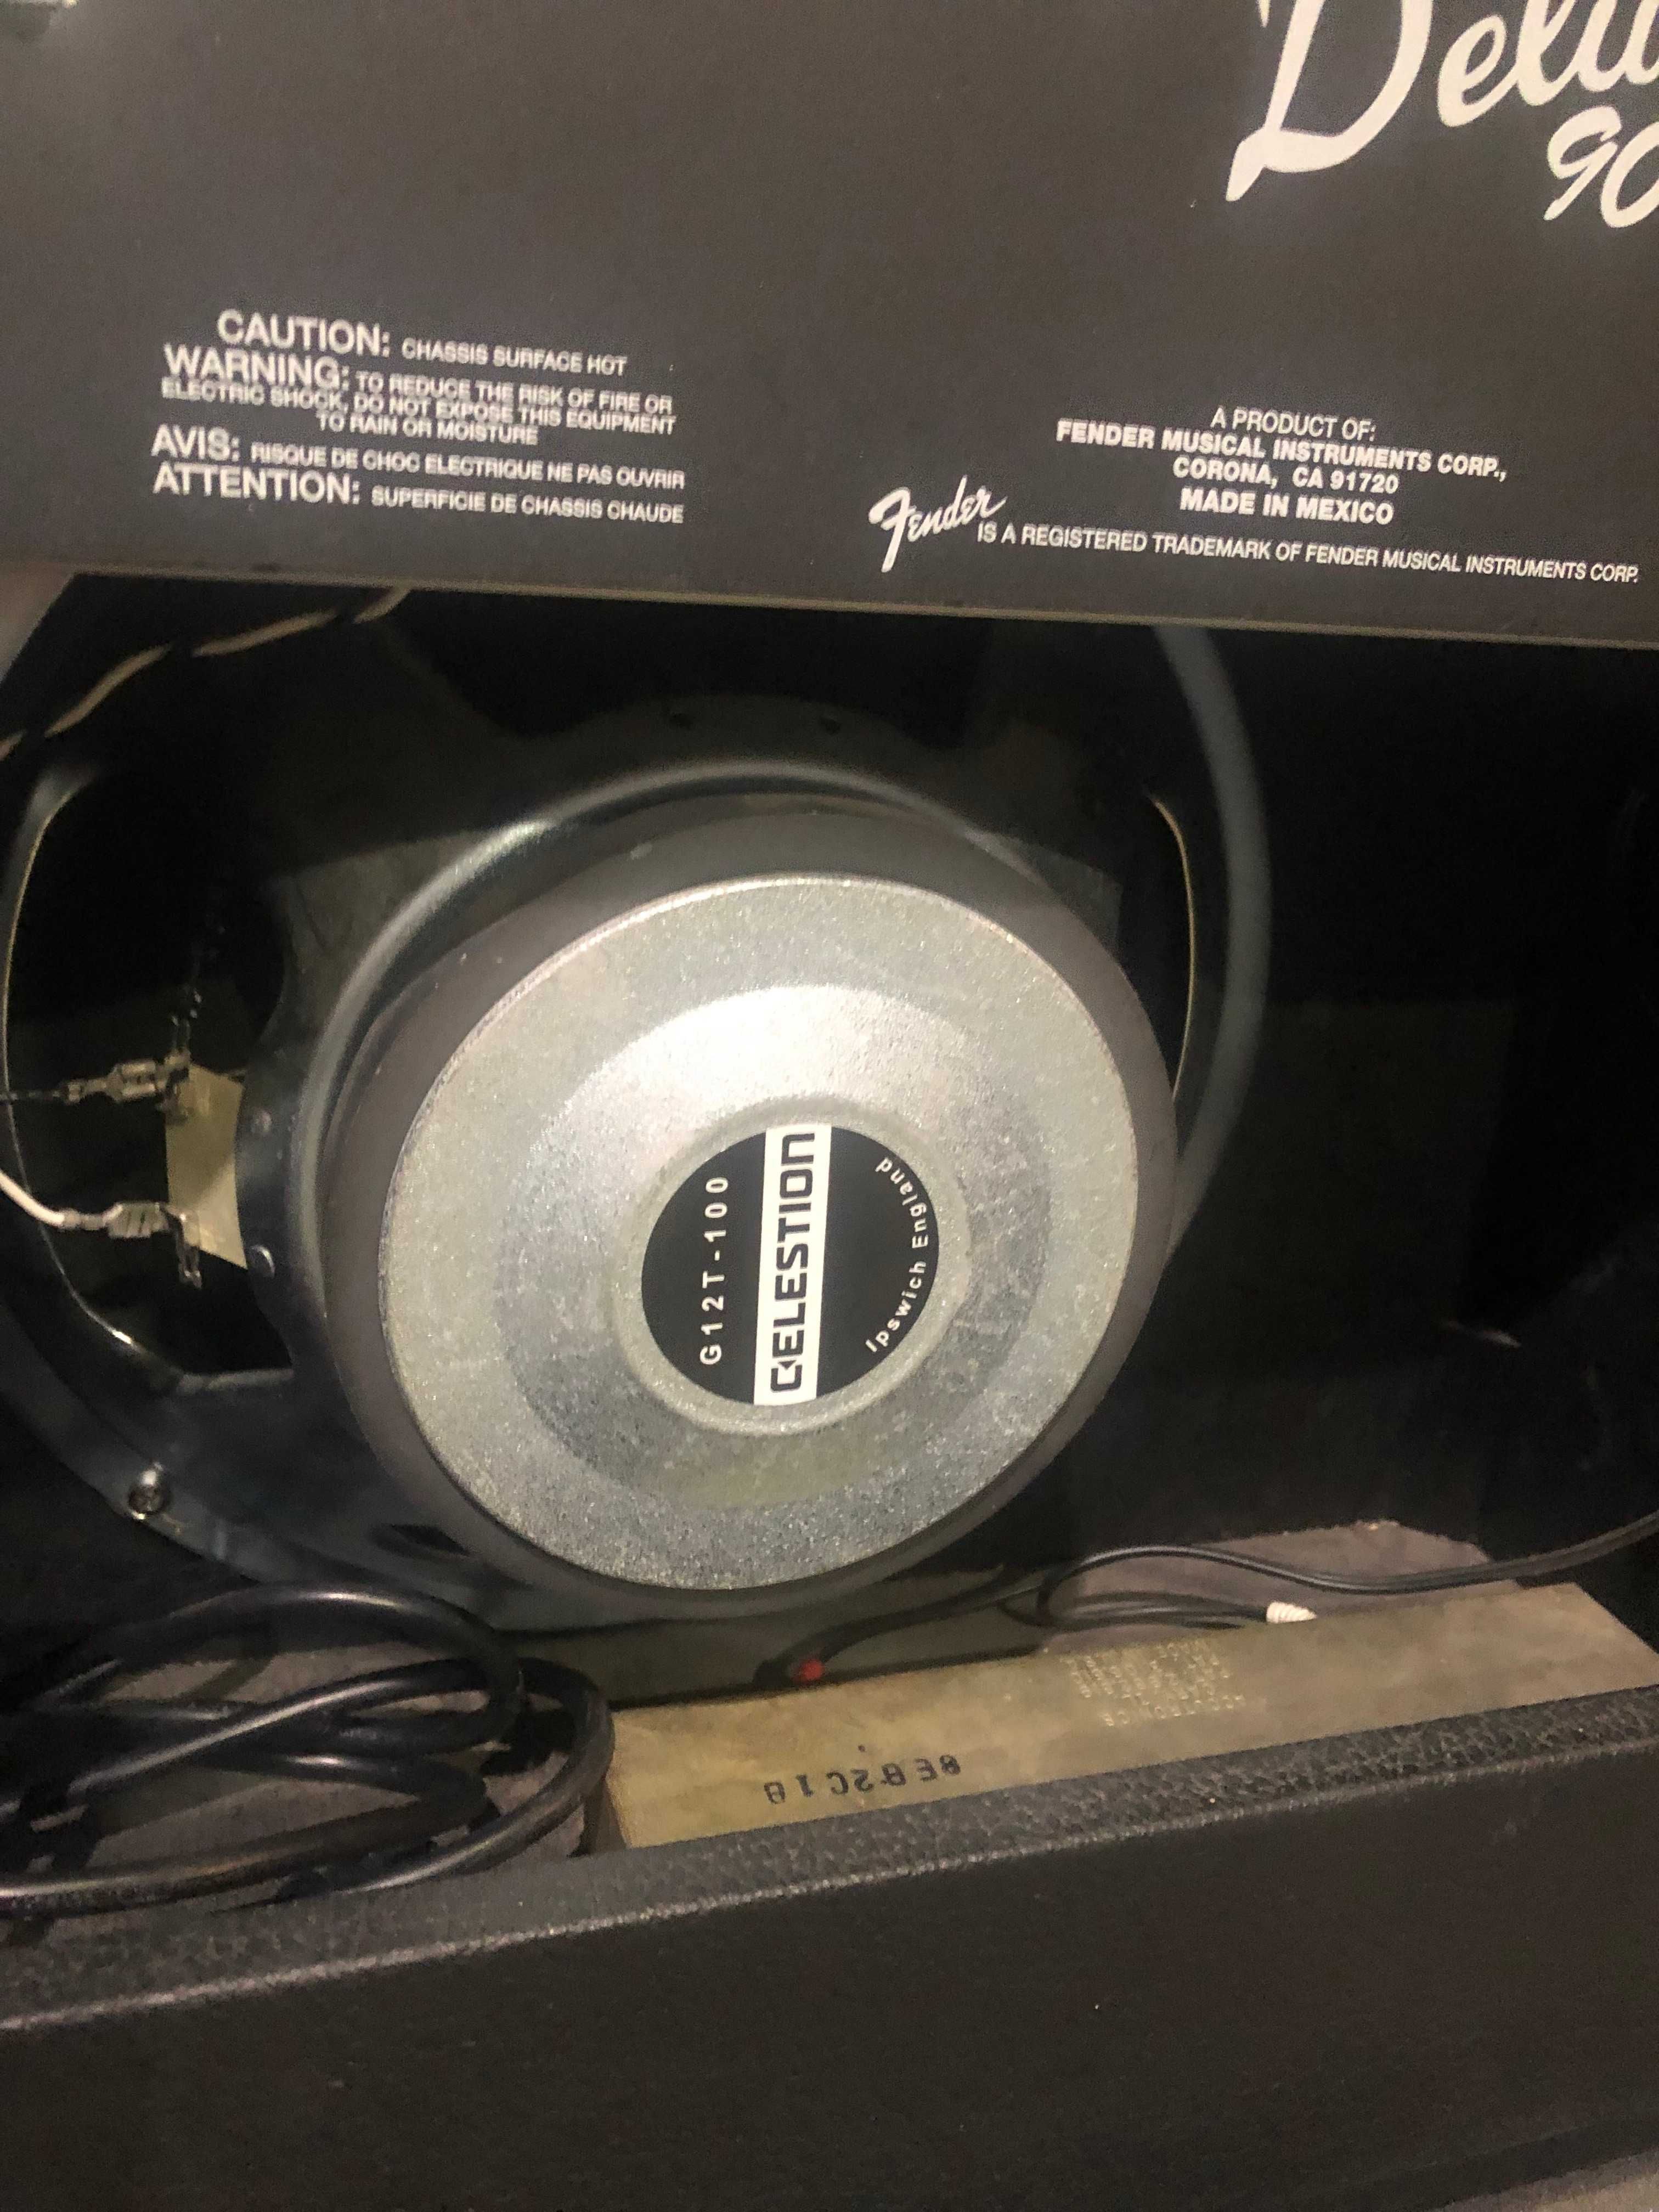 Delu
90
CAUTION: CHASSIS SURFACE HOT
WARNING: TO REDUCE THE RISK OF FIRE OR
ELECTRIC SHOCK, DO NOT EXPOSE THIS EQUIPMENT
TO RAIN OR MOISTURE
AVIS: RISQUE DE CHOC ELECTRIQUE NE PAS OUVRIR
ATTENTION: SUPERFICIE DE CHASSIS CHAUDE
A PRODUCT OF:
FENDER MUSICAL INSTRUMENTS CORP.,
CORONA, CA 91720
MADE IN MEXICO
Fender IS A REGISTERED TRADEMARK OF FENDER MUSICAL INSTRUMENTS CORP.
G12T-100
CELESTION
Ipswich England